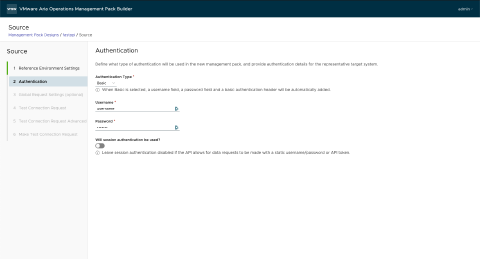 vmw VMware Aria Operations Management Pack Builder
admin
Source
Management Pack Designs / Istiopi / Source
Source
1 Reference Environment Settings
2 Authentication
3 Global Request Settings (optional)
4 Test Connection Request
5 Test Connection Request Advanced
6 Make Test Connection Request
Authentication
Define what type of authentication will be used in the new management pack, and provide authentication details for the representative target system.
Authentication Type *
Basic
When Basic is selected, a username field, a password field and a basic authentication header will be automatically added.
Username *
username
Password *
Will session authentication be used?
Leave session authentication disabled if the API allows for data requests to be made with a static username/password or API token.